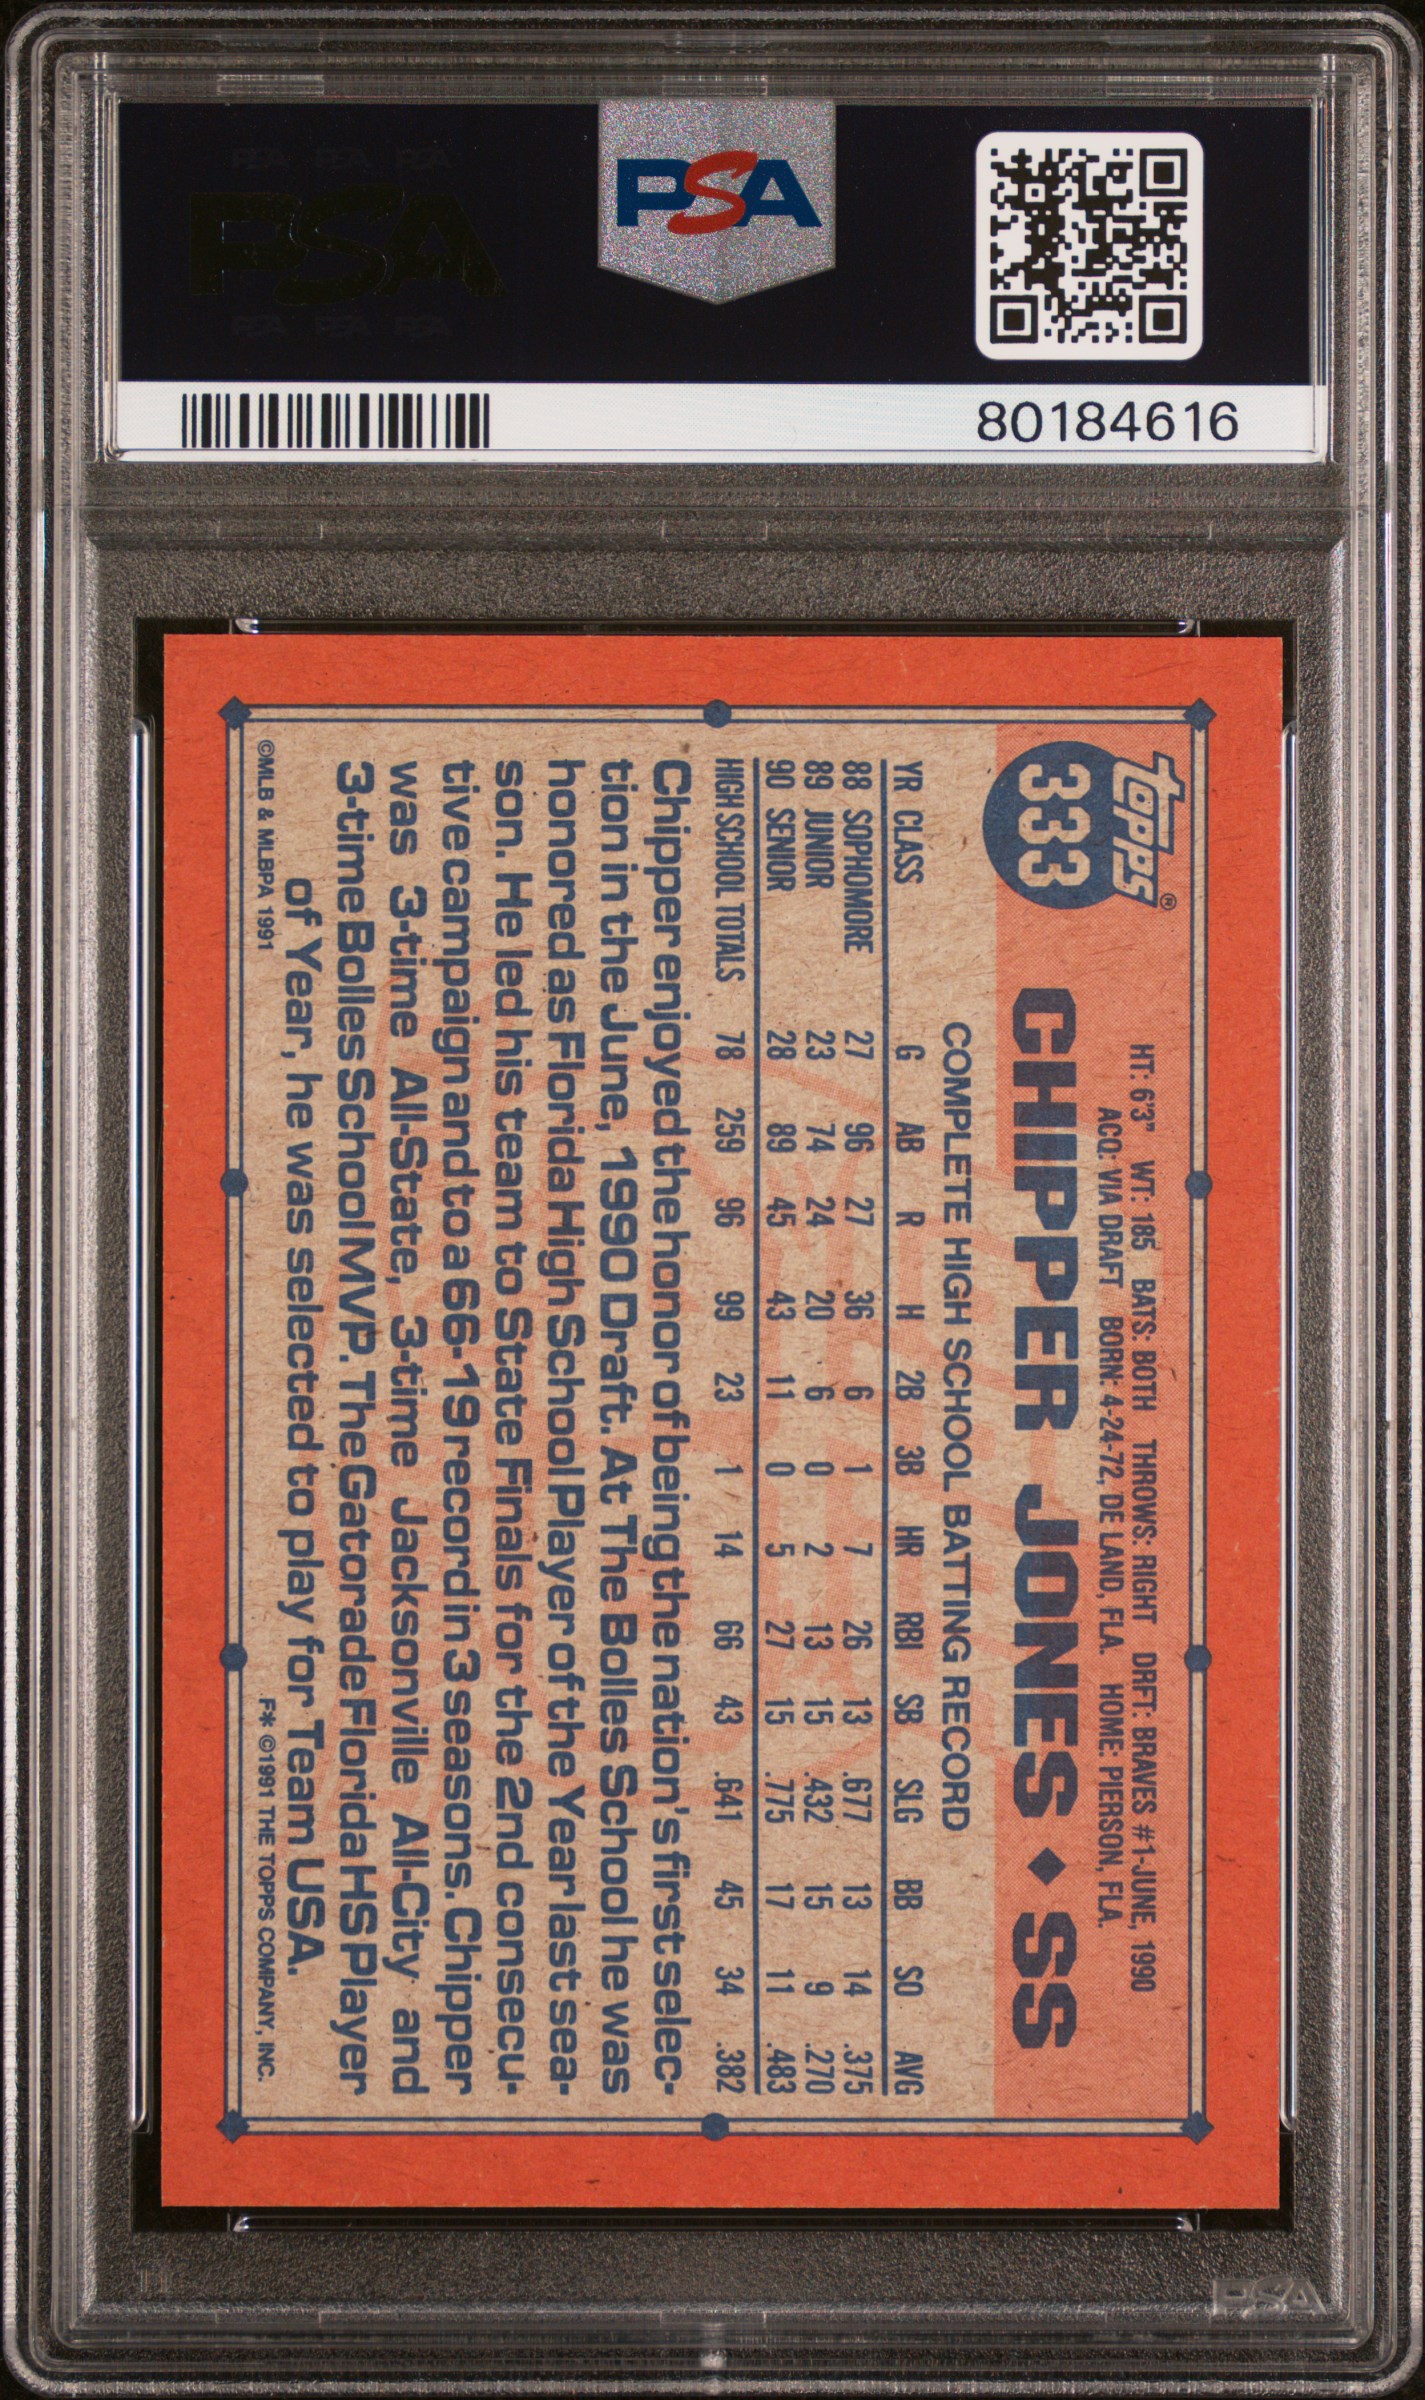 PSA PSA PSA
PSA
PSA PSA PSA
PSA
80184616
Topps®
333
HT: 6'3" WT: 185 BATS: BOTH THROWS: RIGHT DRFT: BRAVES #1-JUNE, 1990
ACQ: VIA DRAFT BORN: 4-24-72, DE LAND, FLA. HOME: PIERSON, FLA.
CHIPPER JONES ◆ SS
COMPLETE HIGH SCHOOL BATTING RECORD
YR CLASS G AB R H 2B 3B HR RBI SB SLG BB SO AVG
88 SOPHOMORE 27 96 27 36 6 1 7 26 13 .677 13 14 .375
89 JUNIOR 23 74 24 20 6 0 2 13 15 .432 15 9 .270
90 SENIOR 28 89 45 43 11 0 5 27 15 .775 17 11 .483
HIGH SCHOOL TOTALS 78 259 96 99 23 1 14 66 43 .641 45 34 .382
Chipper enjoyed the honor of being the nation's first selec-
tion in the June, 1990 Draft. At The Bolles School he was
honored as Florida High School Player of the Year last sea-
son. He led his team to State Finals for the 2nd consecu-
tive campaign and to a 66-19 record in 3 seasons. Chipper
was 3-time All-State, 3-time Jacksonville All-City and
3-time Bolles School MVP. The Gatorade Florida HS Player
of Year, he was selected to play for Team USA.
©MLB & MLBPA 1991
F* ©1991 THE TOPPS COMPANY, INC.
PSA